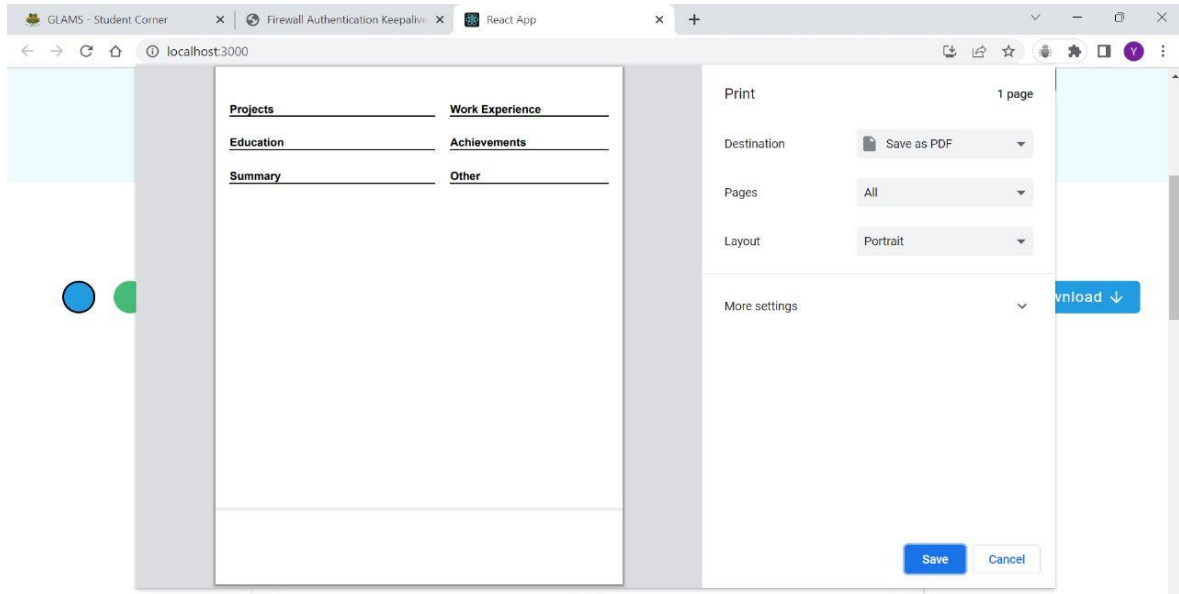 GLAMS - Student Corner
Firewall Authentication Keepalive
React App
localhost:3000
Y
Projects
Work Experience
Education
Achievements
Summary
Other
Print
1 page
Destination
Save as PDF
Pages
All
Layout
Portrait
More settings
wnload
Save
Cancel